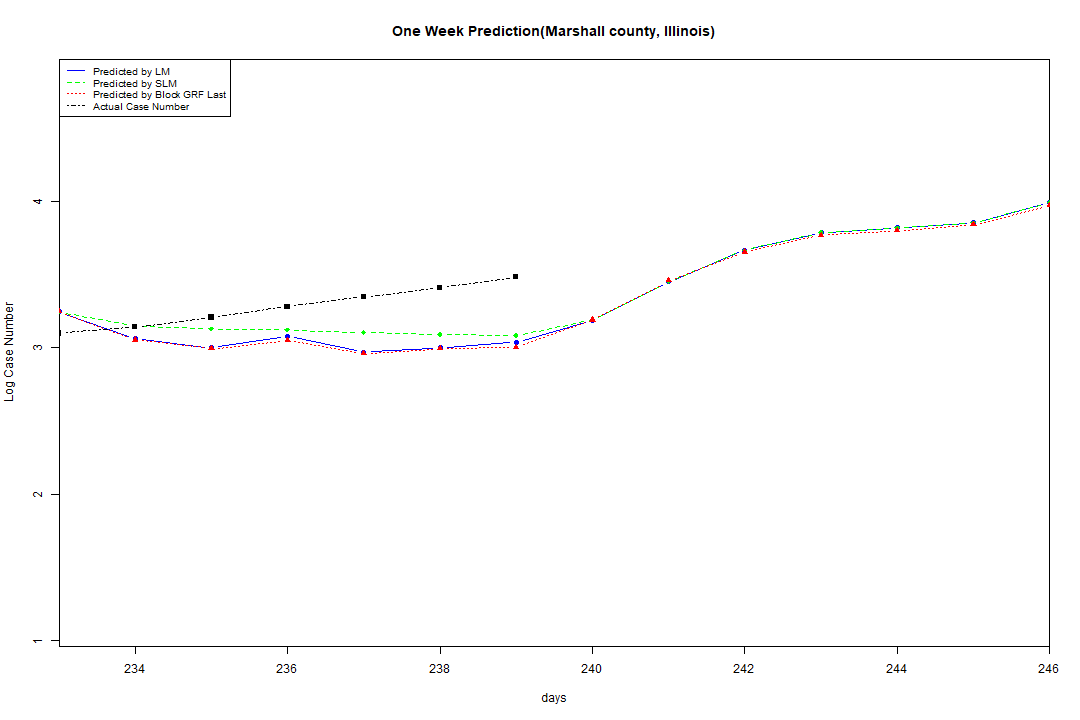 One Week Prediction(Marshall county, Illinois)
Predicted by LM
Predicted by SLM
Predicted by Block GRF Last
Actual Case Number
4
3
2
1
Log Case Number
234
236
238
240
242
244
246
days